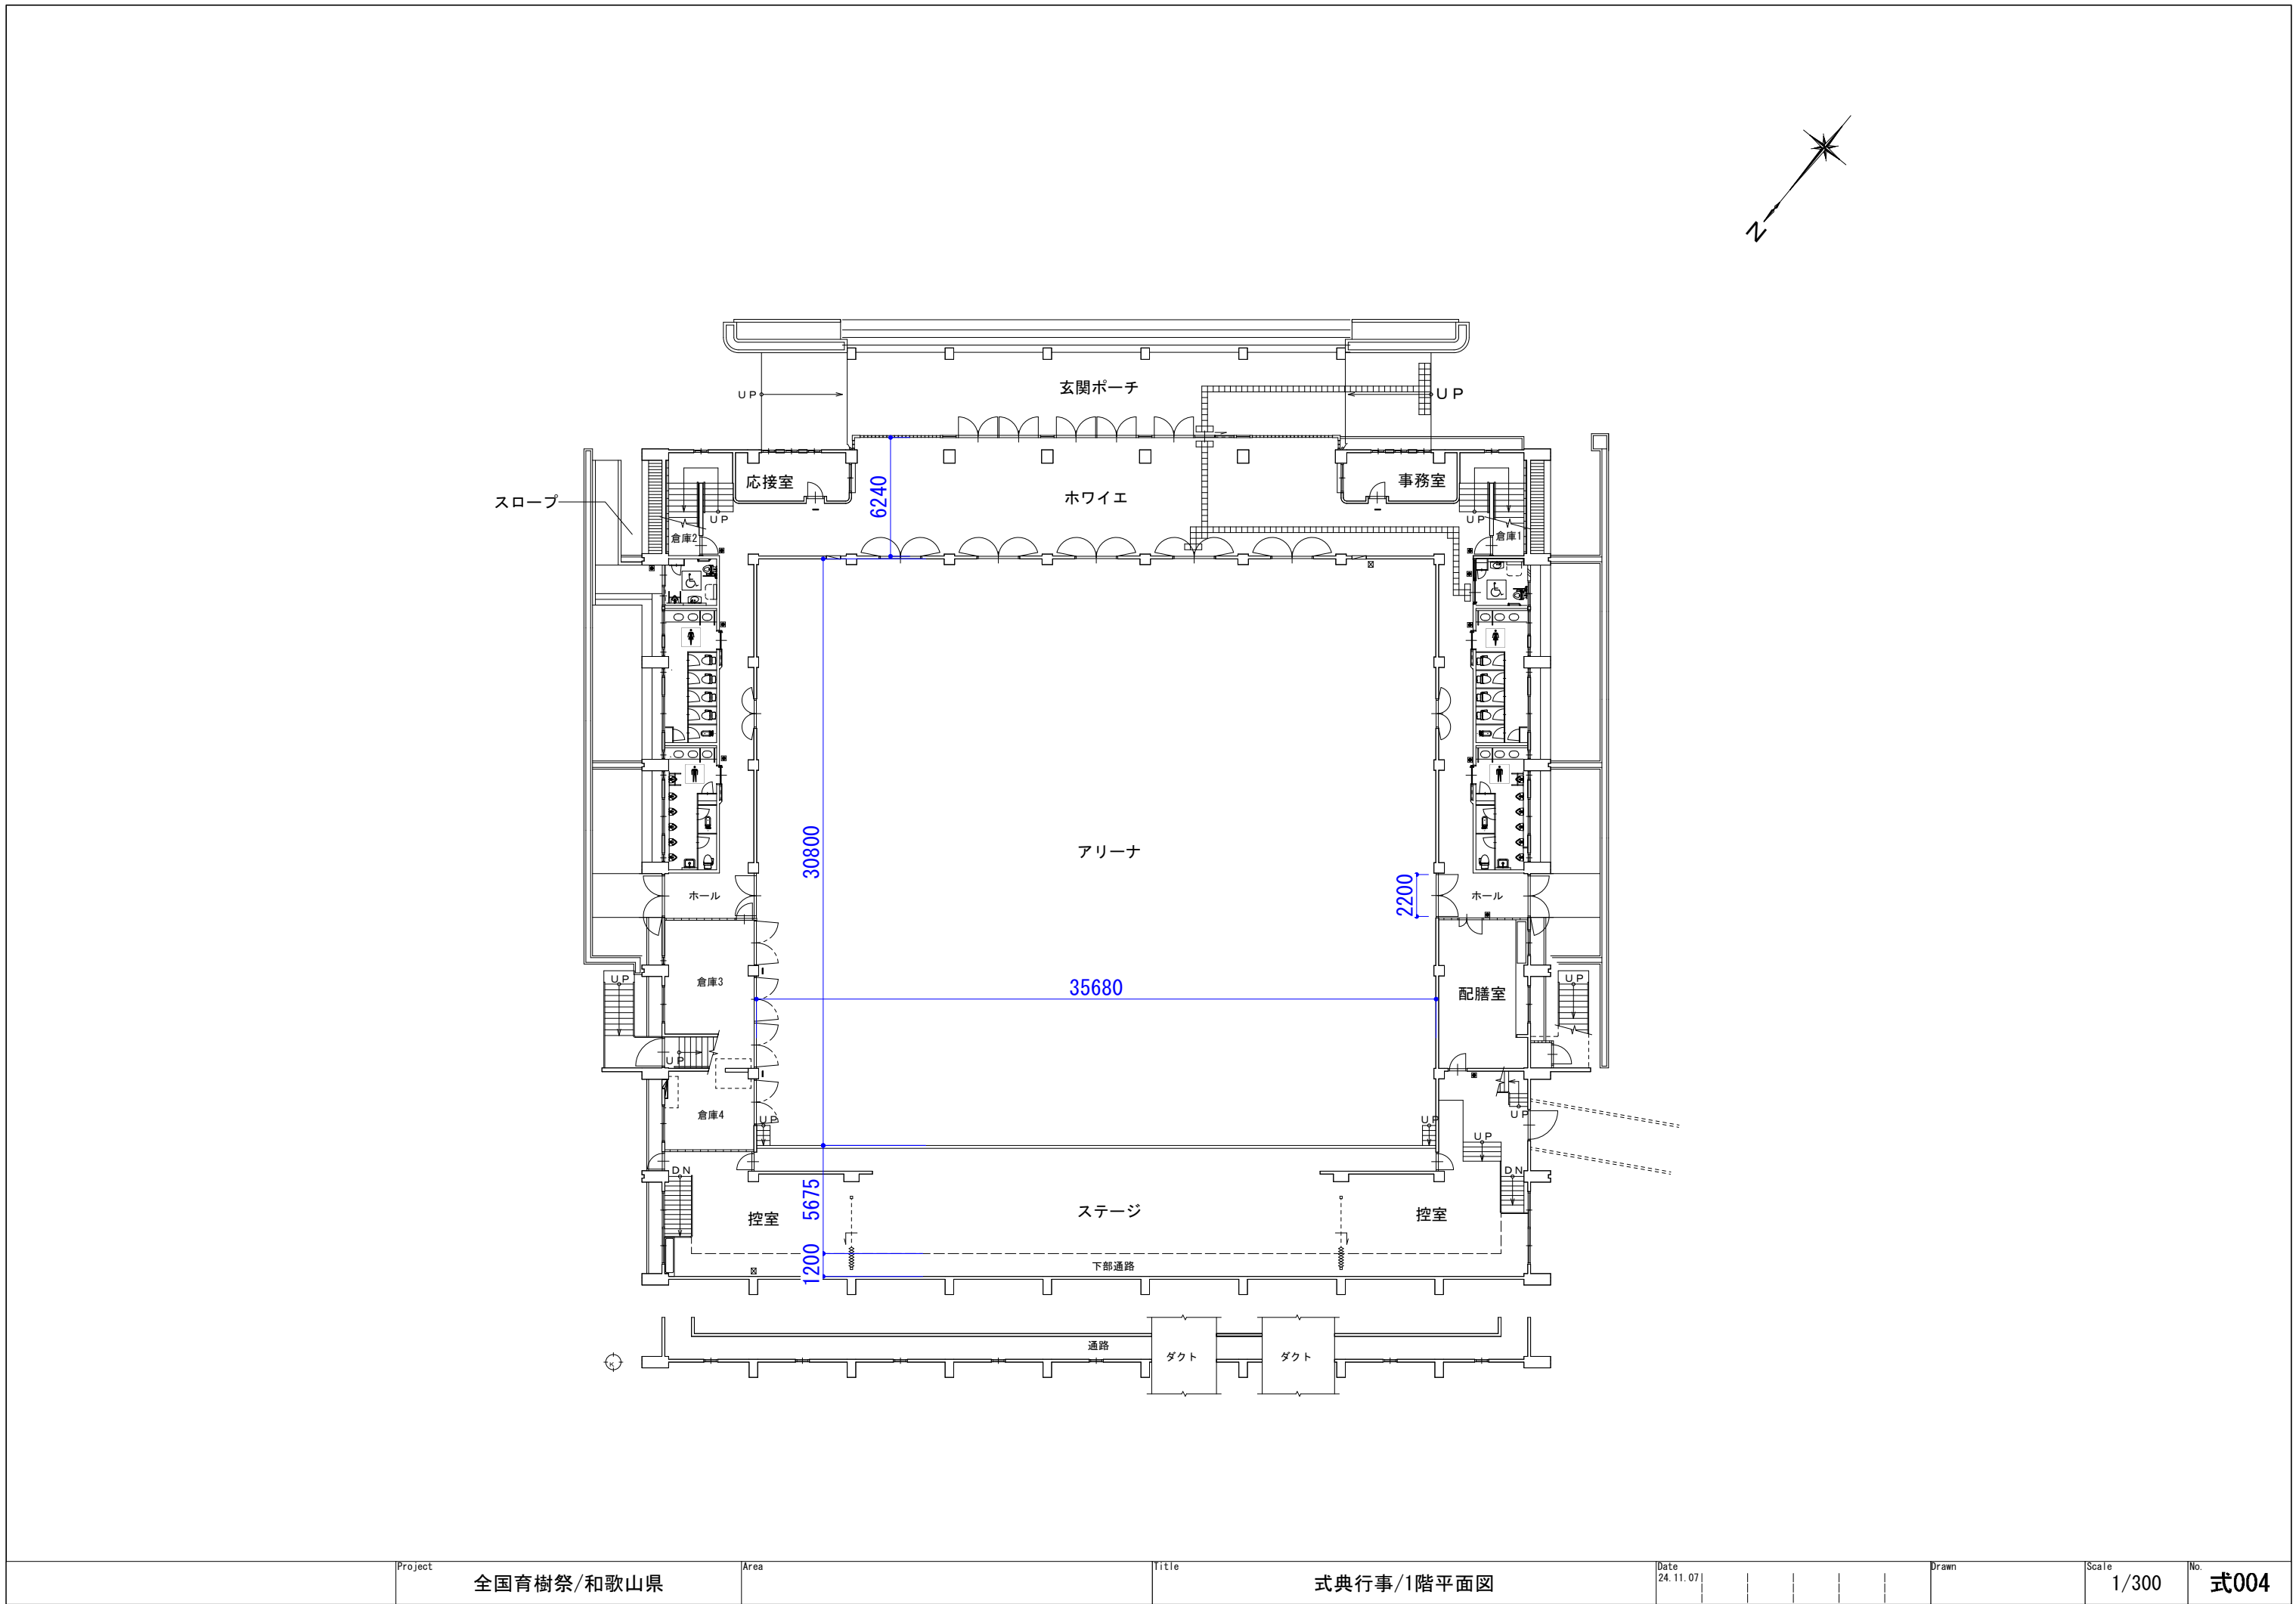 N
玄関ポーチ
UP
UP
応接室
事務室
スロープ
6240
ホワイエ
UP
UP
倉庫2
倉庫1
30800
アリーナ
2200
ホール
ホール
倉庫3
UP
UP
35680
配膳室
UP
倉庫4
UP
UP
UP
UP
DN
DN
5675
控室
ステージ
控室
1200
下部通路
通路
ダクト
ダクト
K
Project
全国育樹祭/和歌山県
Area
Title
式典行事/1階平面図
Date
24.11.07
Drawn
Scale
1/300
No.
式004